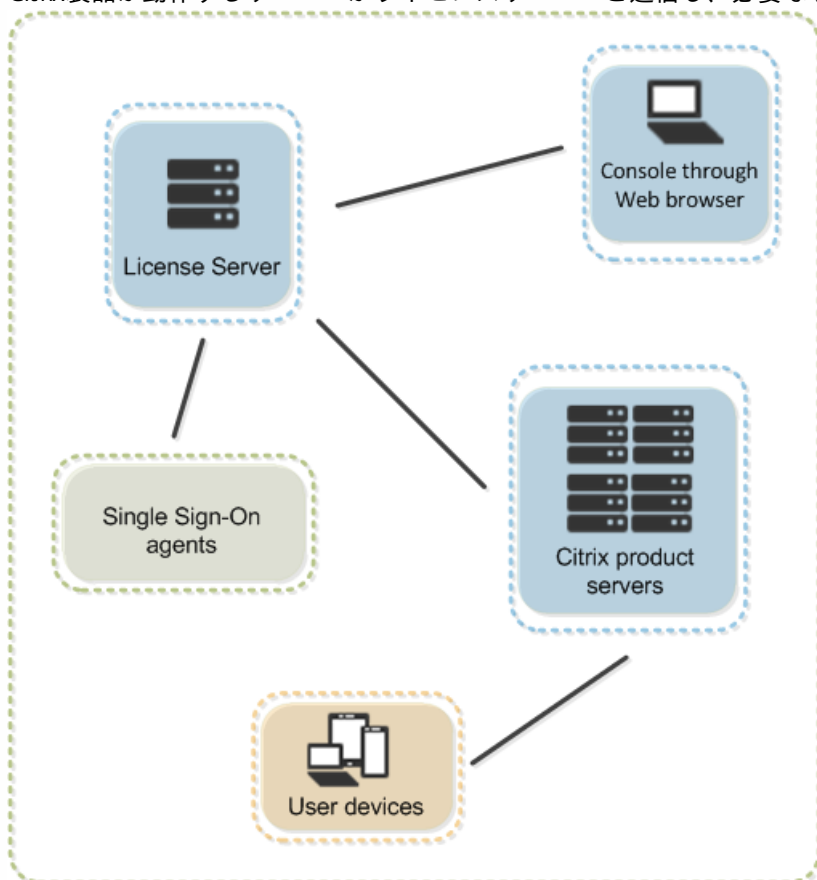 License Server
Console through
Web browser
Single Sign-On
agents
Citrix product
servers
User devices